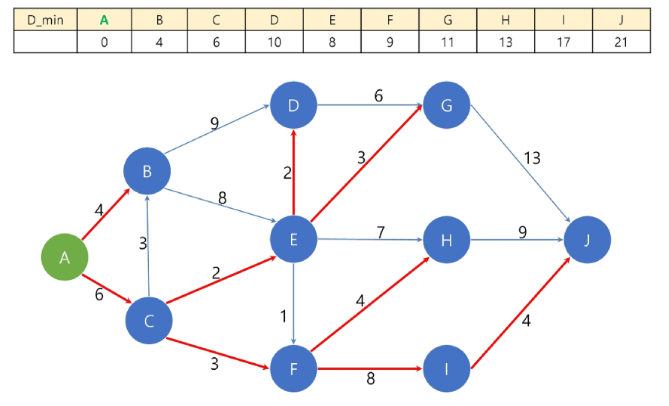 D_min A B C D E F G H I J
0 4 6 10 8 9 11 13 17 21
D 6 G
9
13
B 2 3
8
4
A 3 E 7 H 9 J
2
6 4
C 1 4
3 F 8 I